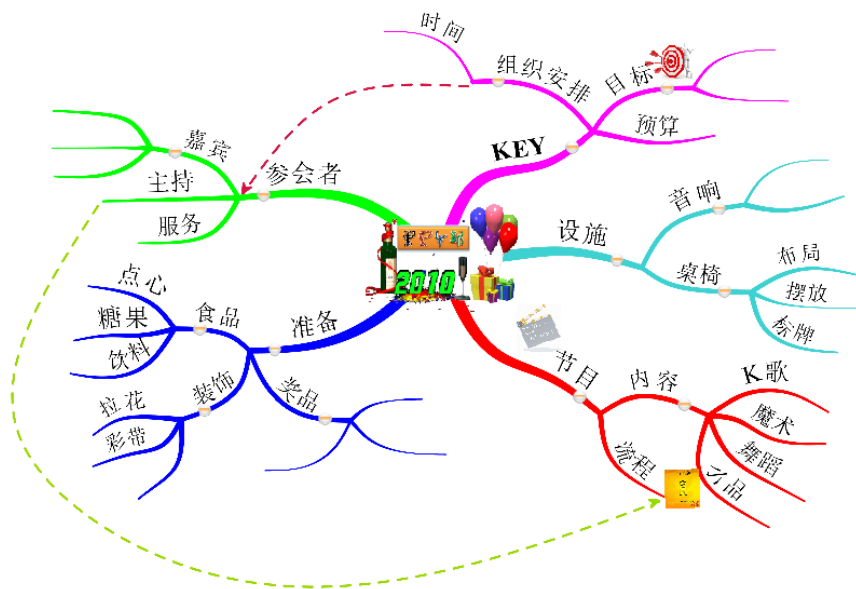 时间
组织安排
目标
预算
KEY
音响
设施
桌椅
布局
摆放
标牌
节目
内容
K歌
魔术
舞蹈
小品
流程
参会者
嘉宾
主持
服务
准备
食品
点心
糖果
饮料
装饰
拉花
彩带
奖品
2010